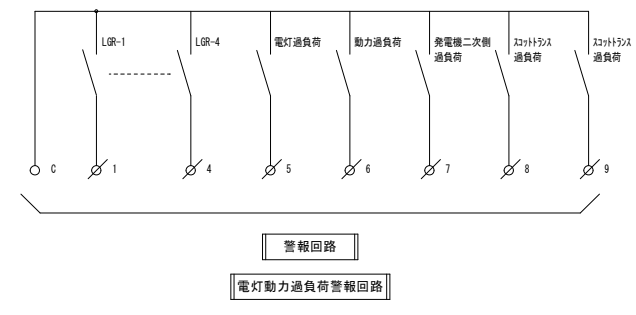 LGR-1
LGR-4
電灯過負荷
動力過負荷
発電機二次側
過負荷
スコットトランス
過負荷
スコットトランス
過負荷
C
1
4
5
6
7
8
9
警報回路
電灯動力過負荷警報回路